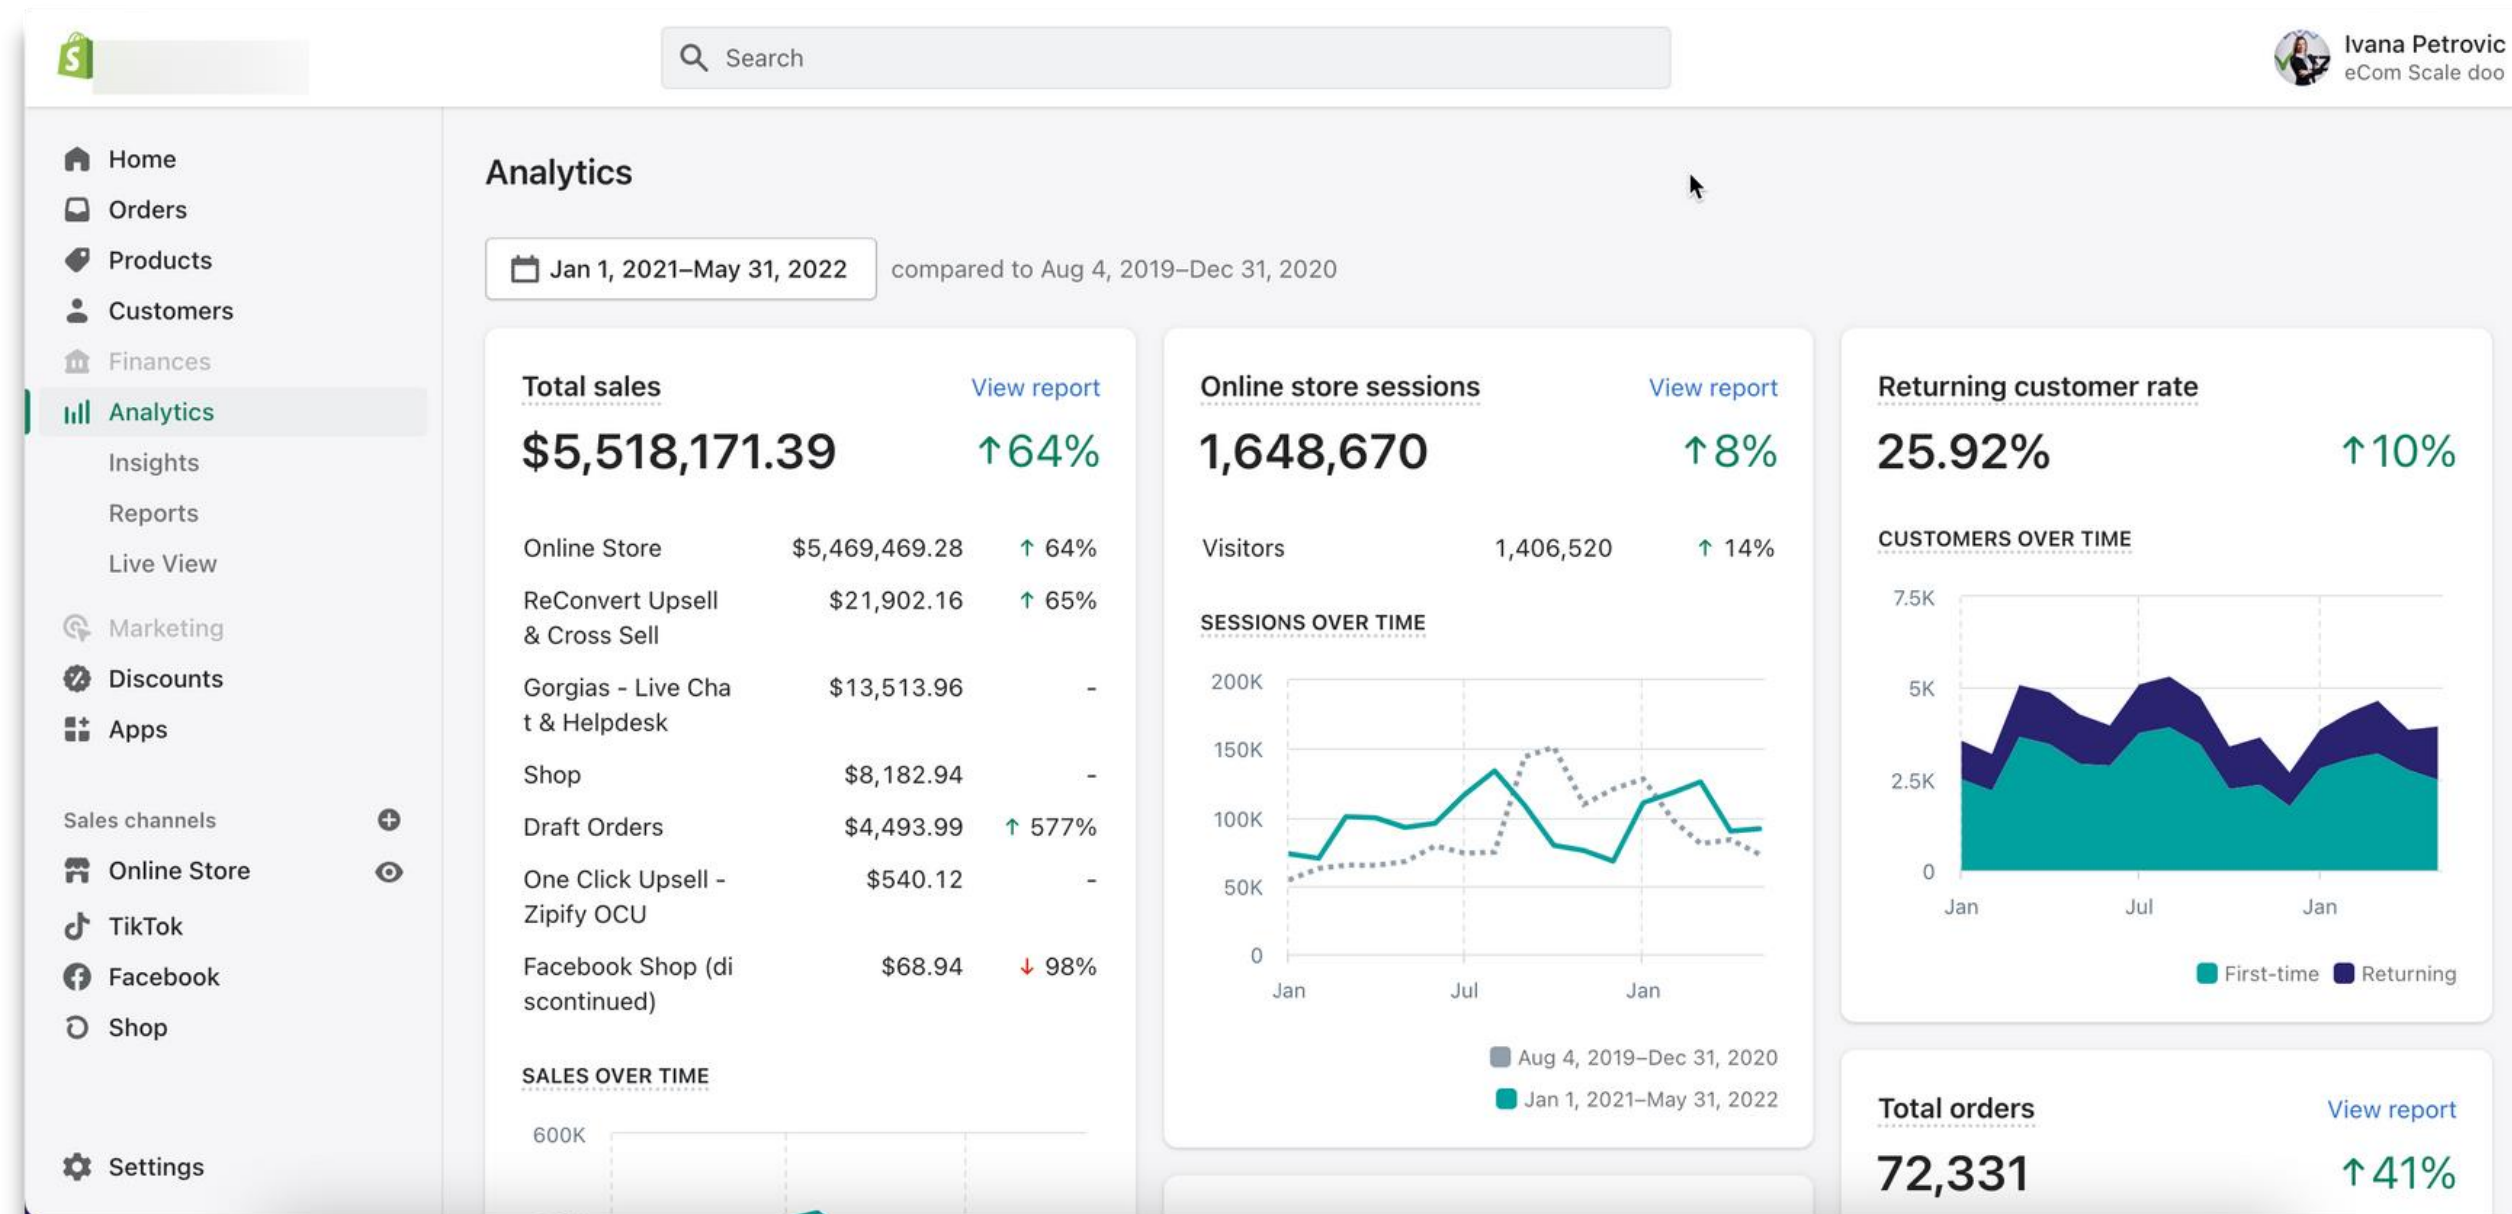 S
Search
Ivana Petrovic
eCom Scale doo
Home
Orders
Products
Customers
Finances
Analytics
Insights
Reports
Live View
Marketing
Discounts
Apps
Sales channels
Online Store
TikTok
Facebook
Shop
Settings
Analytics
Jan 1, 2021–May 31, 2022 compared to Aug 4, 2019–Dec 31, 2020
Total sales View report
$5,518,171.39 ↑64%
Online Store $5,469,469.28 ↑ 64%
ReConvert Upsell $21,902.16 ↑ 65%
& Cross Sell
Gorgias - Live Cha $13,513.96 -
t & Helpdesk
Shop $8,182.94 -
Draft Orders $4,493.99 ↑ 577%
One Click Upsell - $540.12 -
Zipify OCU
Facebook Shop (di $68.94 ↓ 98%
scontinued)
SALES OVER TIME
600K
Online store sessions View report
1,648,670 ↑8%
Visitors 1,406,520 ↑ 14%
SESSIONS OVER TIME
200K
150K
100K
50K
0
Jan Jul Jan
Aug 4, 2019–Dec 31, 2020
Jan 1, 2021–May 31, 2022
Returning customer rate
25.92% ↑10%
CUSTOMERS OVER TIME
7.5K
5K
2.5K
0
Jan Jul Jan
First-time Returning
Total orders View report
72,331 ↑41%